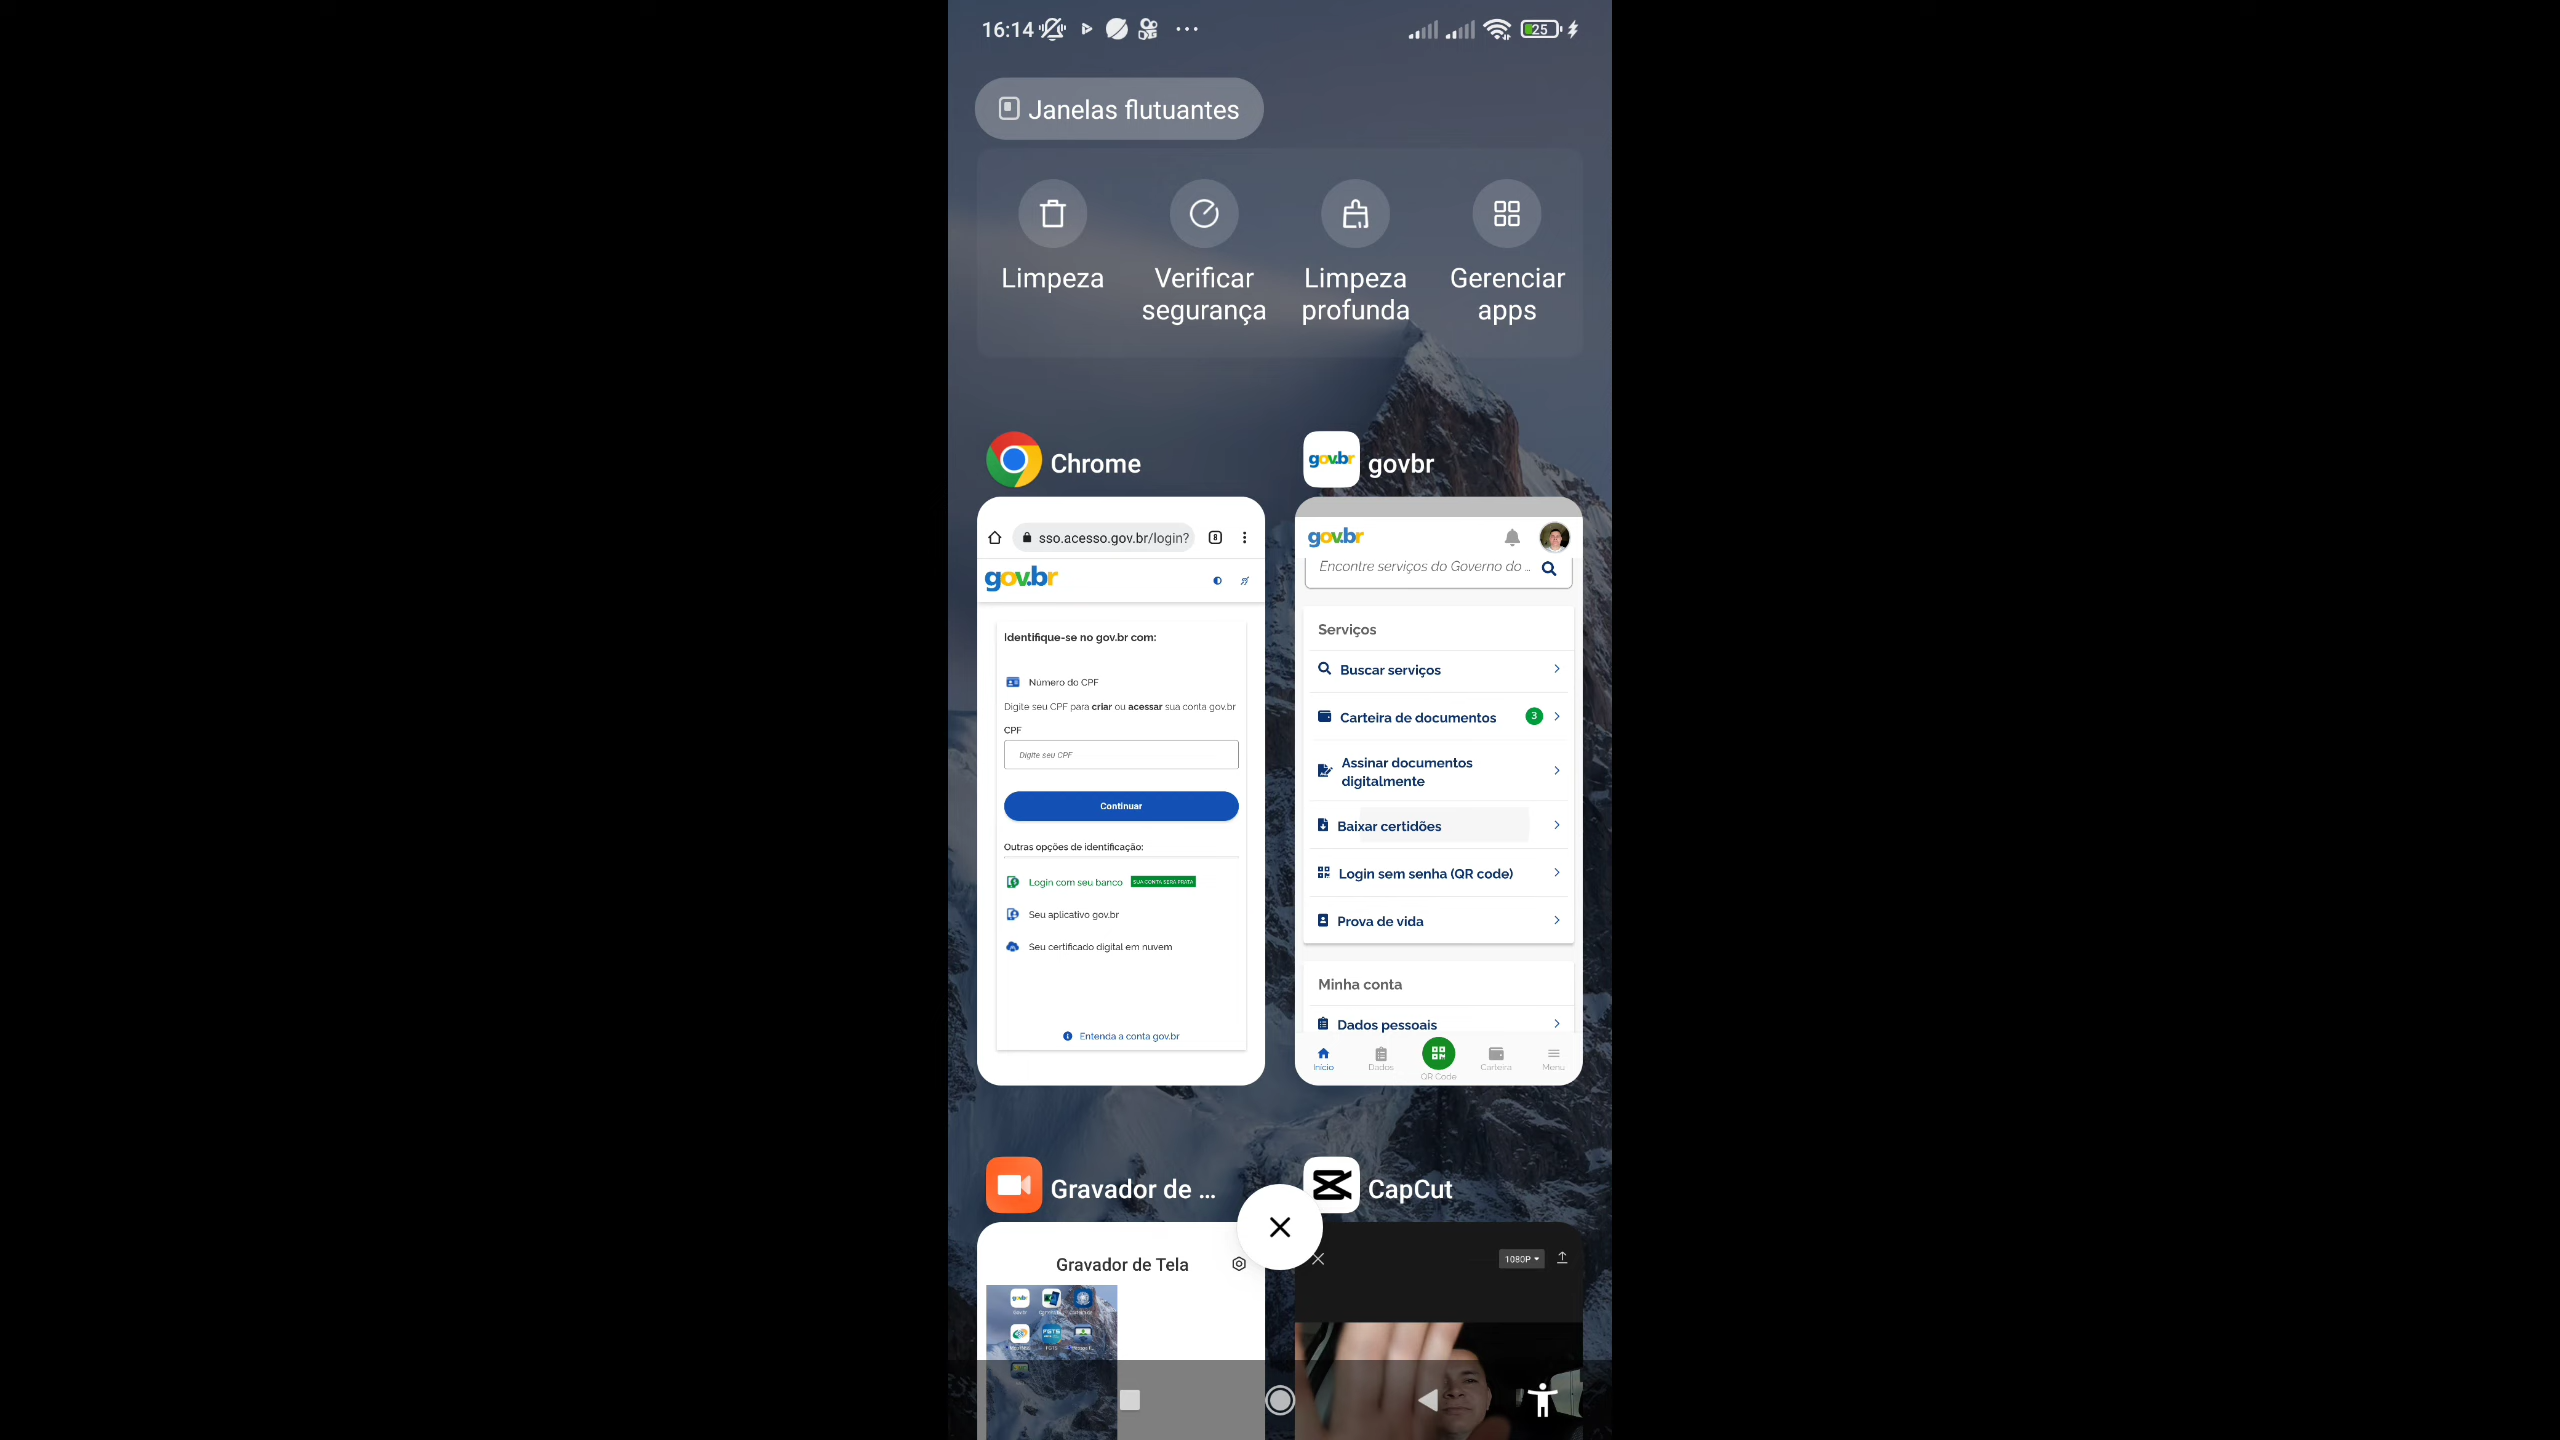 16:14
25
Janelas flutuantes
Limpeza
Verificar
segurança
Limpeza
profunda
Gerenciar
apps
Chrome
sso.acesso.gov.br/login?
8
gov.br
Identifique-se no gov.br com:
Número do CPF
Digite seu CPF para criar ou acessar sua conta gov.br
CPF
Digite seu CPF
Continuar
Outras opções de identificação:
Login com seu banco SUA CONTA SERÁ PRATA
Seu aplicativo gov.br
Seu certificado digital em nuvem
Entenda a conta gov.br
gov.br govbr
gov.br
Encontre serviços do Governo do ...
Serviços
Buscar serviços
Carteira de documentos 3
Assinar documentos
digitalmente
Baixar certidões
Login sem senha (QR code)
Prova de vida
Minha conta
Dados pessoais
Início
Dados
QR Code
Carteira
Menu
Gravador de ...
Gravador de Tela
FGTS
CapCut
1080P